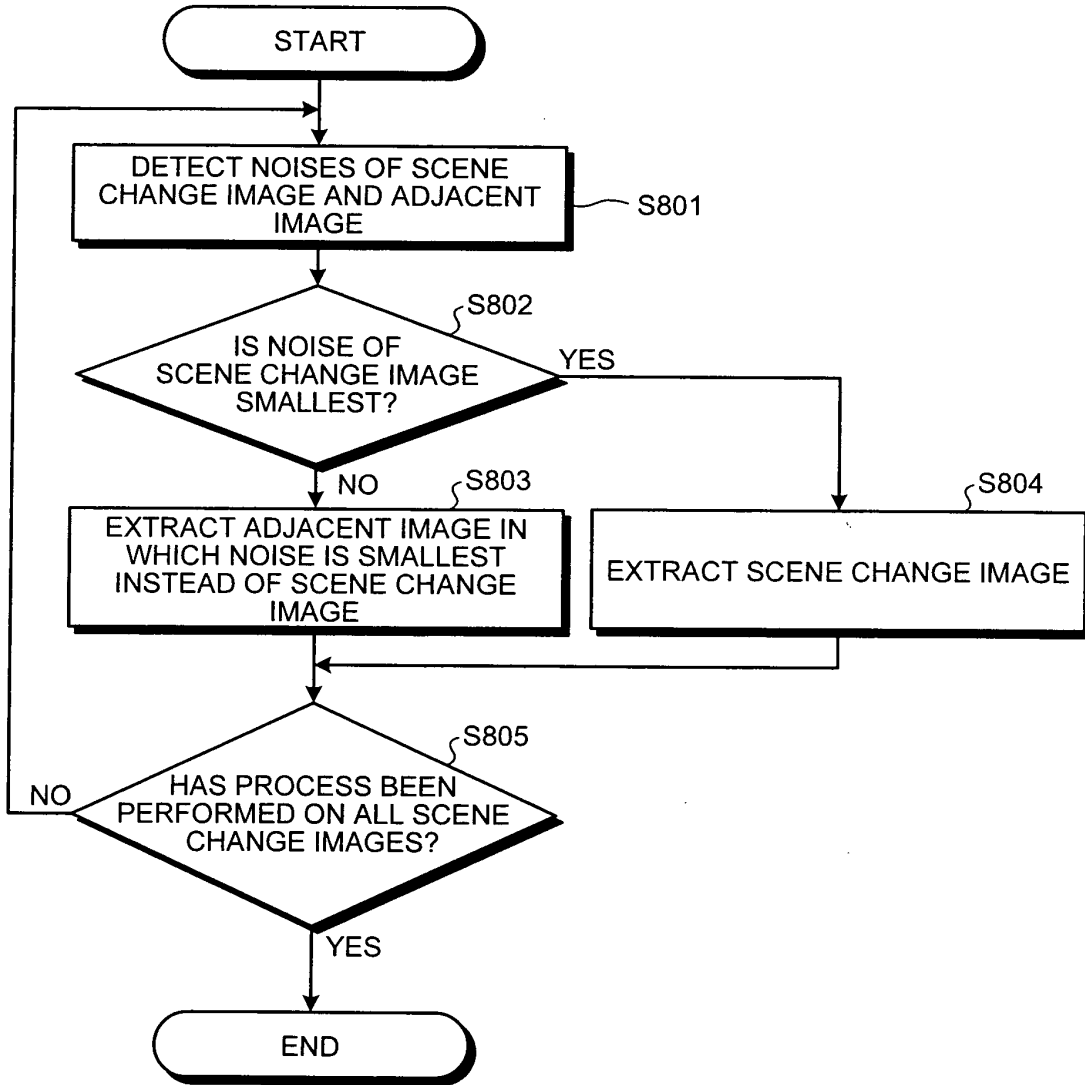 START
DETECT NOISES OF SCENE
CHANGE IMAGE AND ADJACENT
IMAGE
S801
S802
IS NOISE OF
SCENE CHANGE IMAGE
SMALLEST?
YES
NO
S803
EXTRACT ADJACENT IMAGE IN
WHICH NOISE IS SMALLEST
INSTEAD OF SCENE CHANGE
IMAGE
S804
EXTRACT SCENE CHANGE IMAGE
S805
HAS PROCESS BEEN
PERFORMED ON ALL SCENE
CHANGE IMAGES?
NO
YES
END